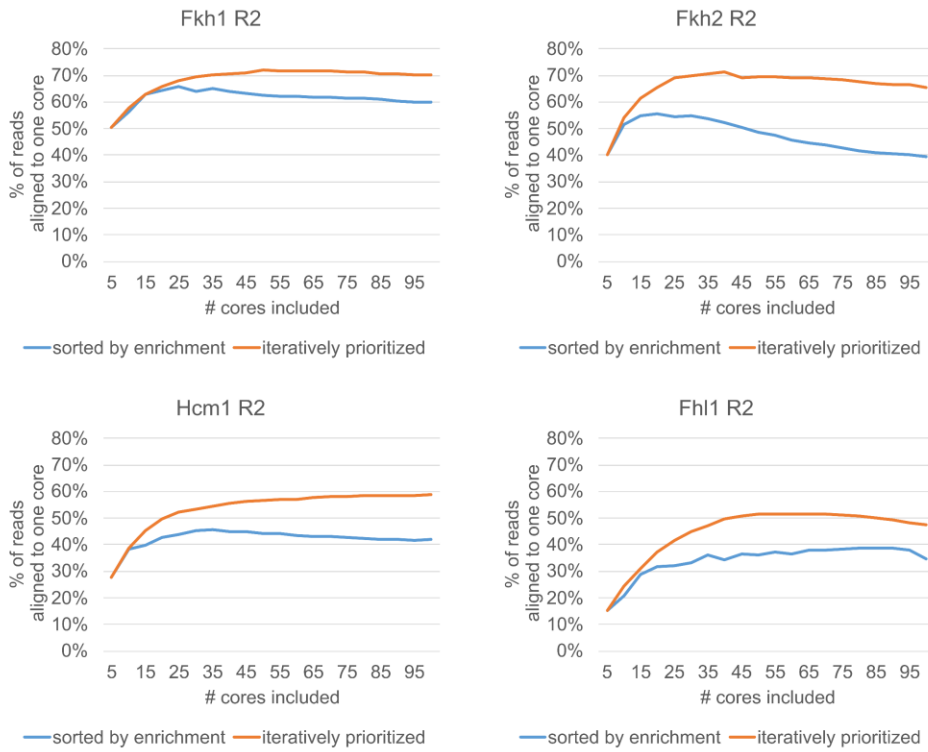 Fkh1 R2
% of reads
aligned to one core
80%
70%
60%
50%
40%
30%
20%
10%
0%
5 15 25 35 45 55 65 75 85 95
# cores included
sorted by enrichment iteratively prioritized
Fkh2 R2
% of reads
aligned to one core
80%
70%
60%
50%
40%
30%
20%
10%
0%
5 15 25 35 45 55 65 75 85 95
# cores included
sorted by enrichment iteratively prioritized
Hcm1 R2
% of reads
aligned to one core
80%
70%
60%
50%
40%
30%
20%
10%
0%
5 15 25 35 45 55 65 75 85 95
# cores included
sorted by enrichment iteratively prioritized
Fhl1 R2
% of reads
aligned to one core
80%
70%
60%
50%
40%
30%
20%
10%
0%
5 15 25 35 45 55 65 75 85 95
# cores included
sorted by enrichment iteratively prioritized